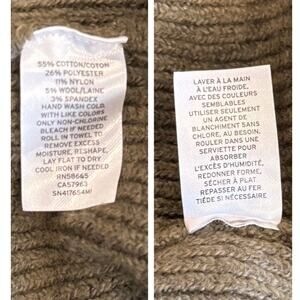 55% COTTON/COTON
26% POLYESTER
11% NYLON
5% WOOL/LAINE
3% SPANDEX
HAND WASH COLD
WITH LIKE COLORS
ONLY NON-CHLORINE
BLEACH IF NEEDED
ROLL IN TOWEL TO
REMOVE EXCESS
MOISTURE, RESHAPE,
LAY FLAT TO DRY
COOL IRON IF NEEDED
RN58645
CA57963
SN417654MI
LAVER À LA MAIN
À L'EAU FROIDE,
AVEC DES COULEURS
SEMBLABLES
UTILISER SEULEMENT
UN AGENT DE
BLANCHIMENT SANS
CHLORE, AU BESOIN.
ROULER DANS UNE
SERVIETTE POUR
ABSORBER
L'EXCÈS D'HUMIDITÉ,
REDONNER FORME,
SÉCHER À PLAT
REPASSER AU FER
TIÈDE SI NÉCESSAIRE